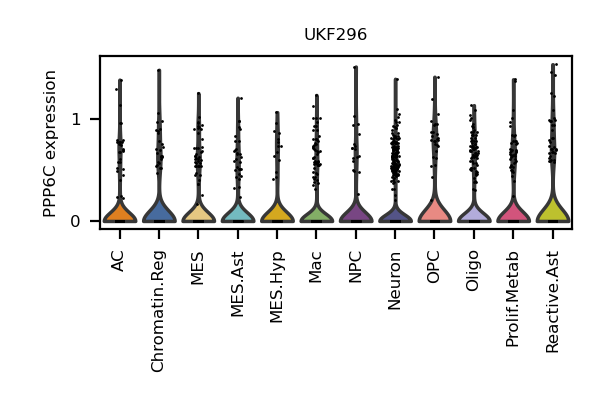 UKF296
PPP6C expression
1
0
AC
Chromatin.Reg
MES
MES.Ast
MES.Hyp
Mac
NPC
Neuron
OPC
Oligo
Prolif.Metab
Reactive.Ast